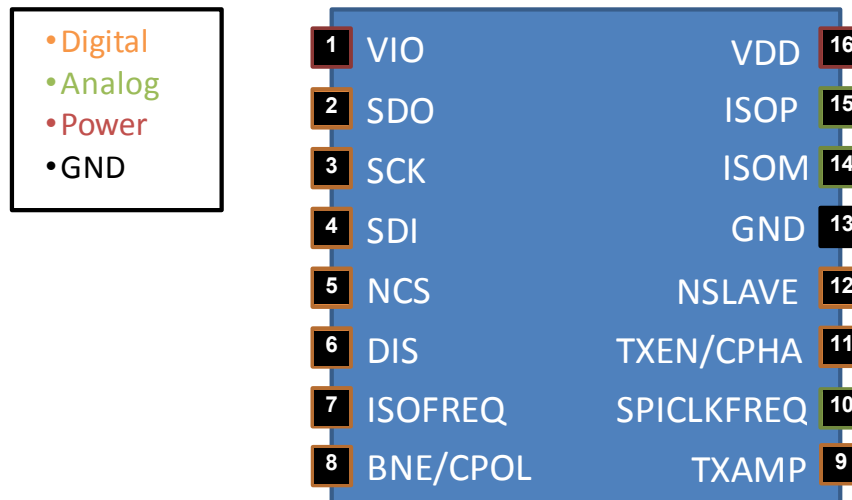 •Digital
•Analog
•Power
•GND
1 VIO VDD 16
2 SDO ISOP 15
3 SCK ISOM 14
4 SDI GND 13
5 NCS NSLAVE 12
6 DIS TXEN/CPHA 11
7 ISOFREQ SPICLKFREQ 10
8 BNE/CPOL TXAMP 9